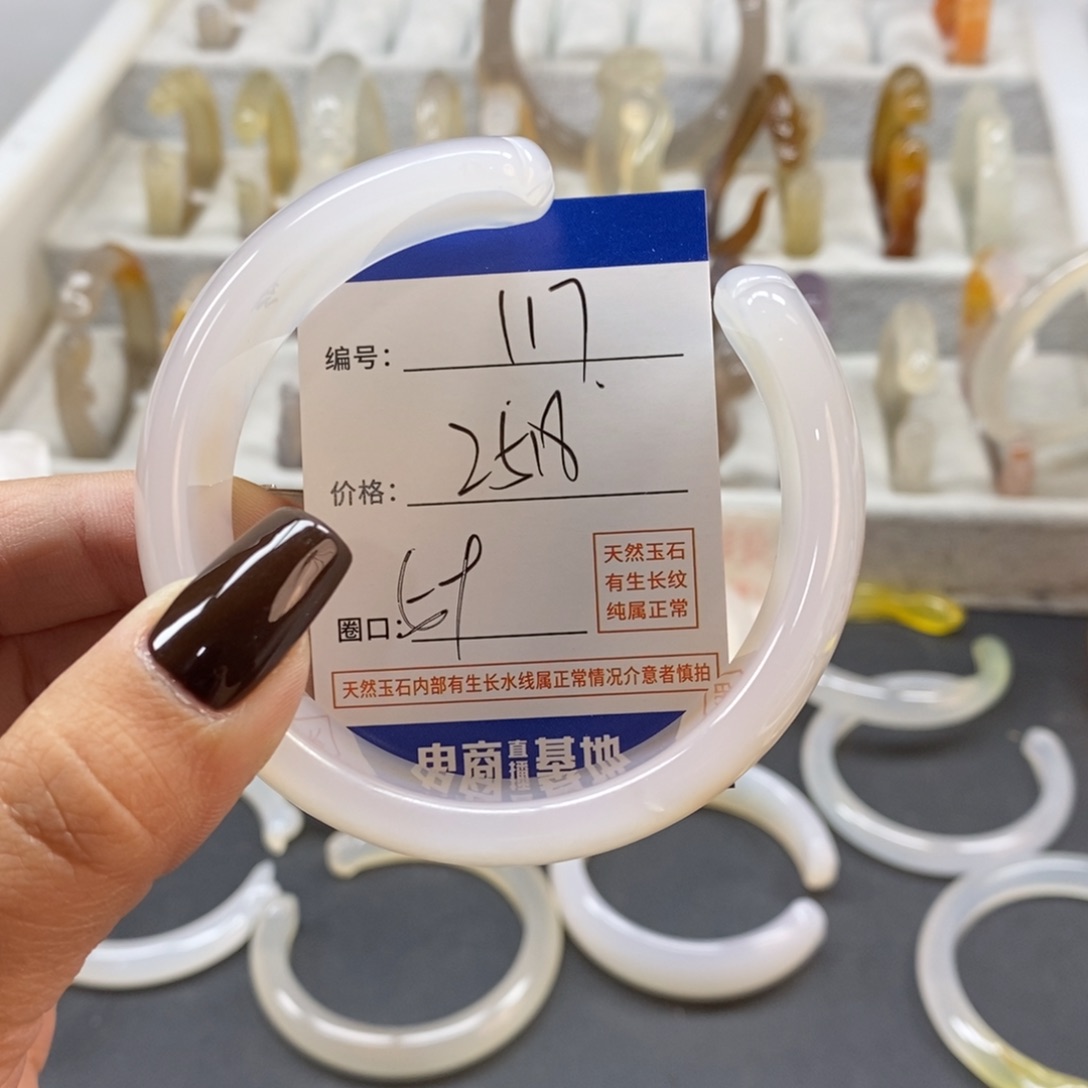 编号: 117.
价格: 2518
圈口:
天然玉石
有生长纹
纯属正常
天然玉石内部有生长水线属正常情况介意者慎拍
电商直播基地